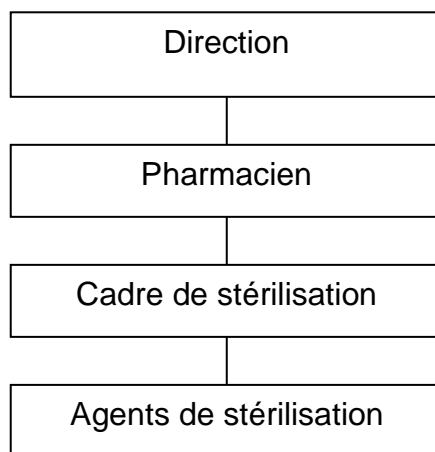 Direction
Pharmacien
Cadre de stérilisation
Agents de stérilisation